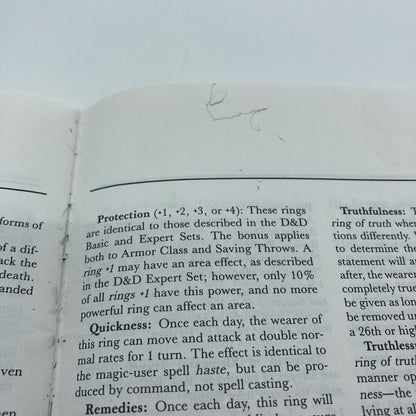 forms of
of a dif-
ack the
death.
anded
ven
when
Protection (+1, +2, +3, or +4): These rings
are identical to those described in the D&D
Basic and Expert Sets. The bonus applies
both to Armor Class and Saving Throws. A
ring +1 may have an area effect, as described
in the D&D Expert Set; however, only 10%
of all rings +1 have this power, and no more
powerful ring can affect an area.
Quickness: Once each day, the wearer of
this ring can move and attack at double nor-
mal rates for 1 turn. The effect is identical to
the magic-user spell haste, but can be pro-
duced by command, not spell casting.
Remedies: Once each day, this ring will
Truthfulness: T
ring of truth where
tions differently. W
to determine the
statement will a
after, the wearer
completely true
be given as lon
be removed u
a 26th or high
Truthless
ring of truth
manner op
ness—the
lying as al